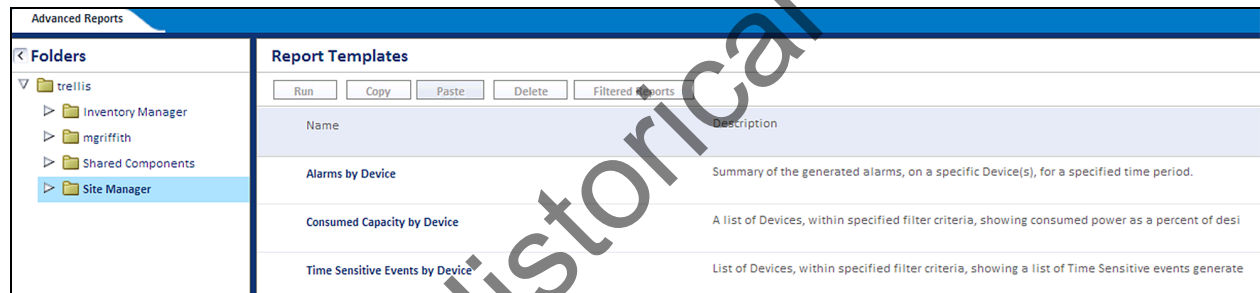 Advanced Reports
Folders
Report Templates
trellis
Inventory Manager
mgriffith
Shared Components
Site Manager
Run Copy Paste Delete Filtered Reports
Name Description
Alarms by Device Summary of the generated alarms, on a specific Device(s), for a specified time period.
Consumed Capacity by Device A list of Devices, within specified filter criteria, showing consumed power as a percent of desi
Time Sensitive Events by Device List of Devices, within specified filter criteria, showing a list of Time Sensitive events generate
istorical